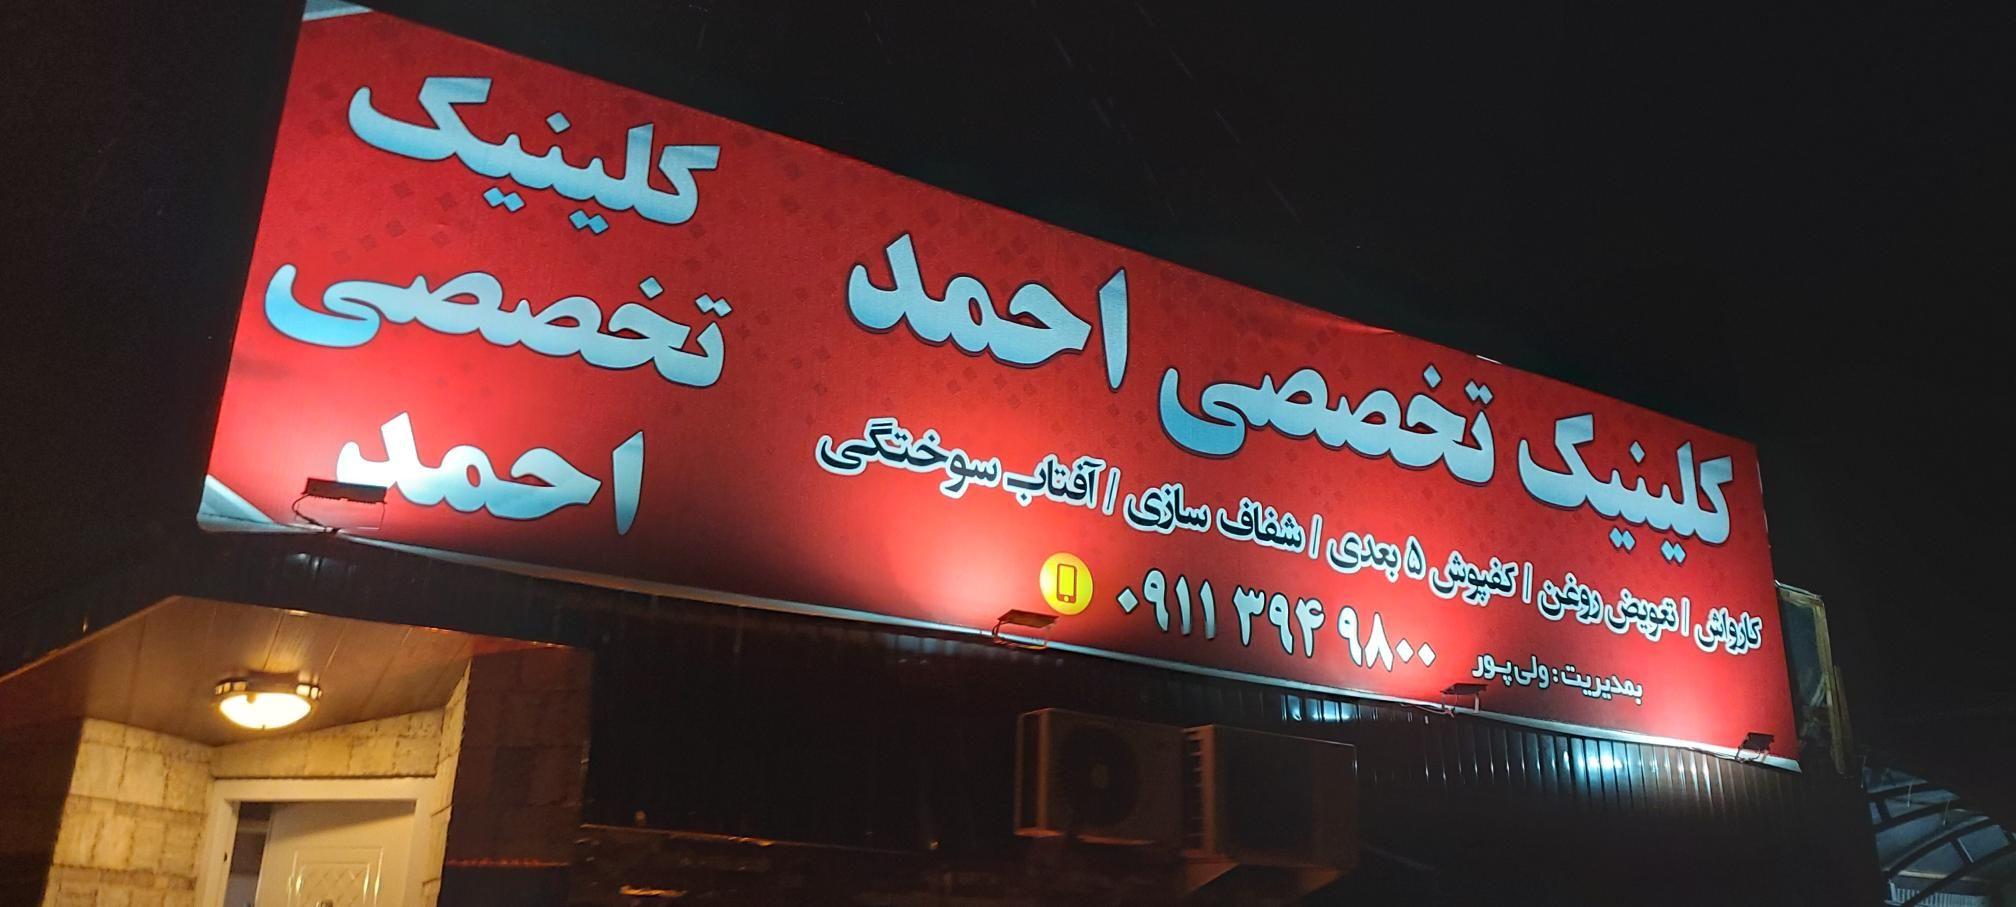 کلینیک تخصصی احمد
کارواش / تعویض روغن / کفپوش ۵ بعدی / شفاف سازی / آفتاب سوختگی
۰۹۱۱ ۳۹۴ ۹۸۰۰
بمدیریت : ولی پور
کلینیک
تخصصی
احمد